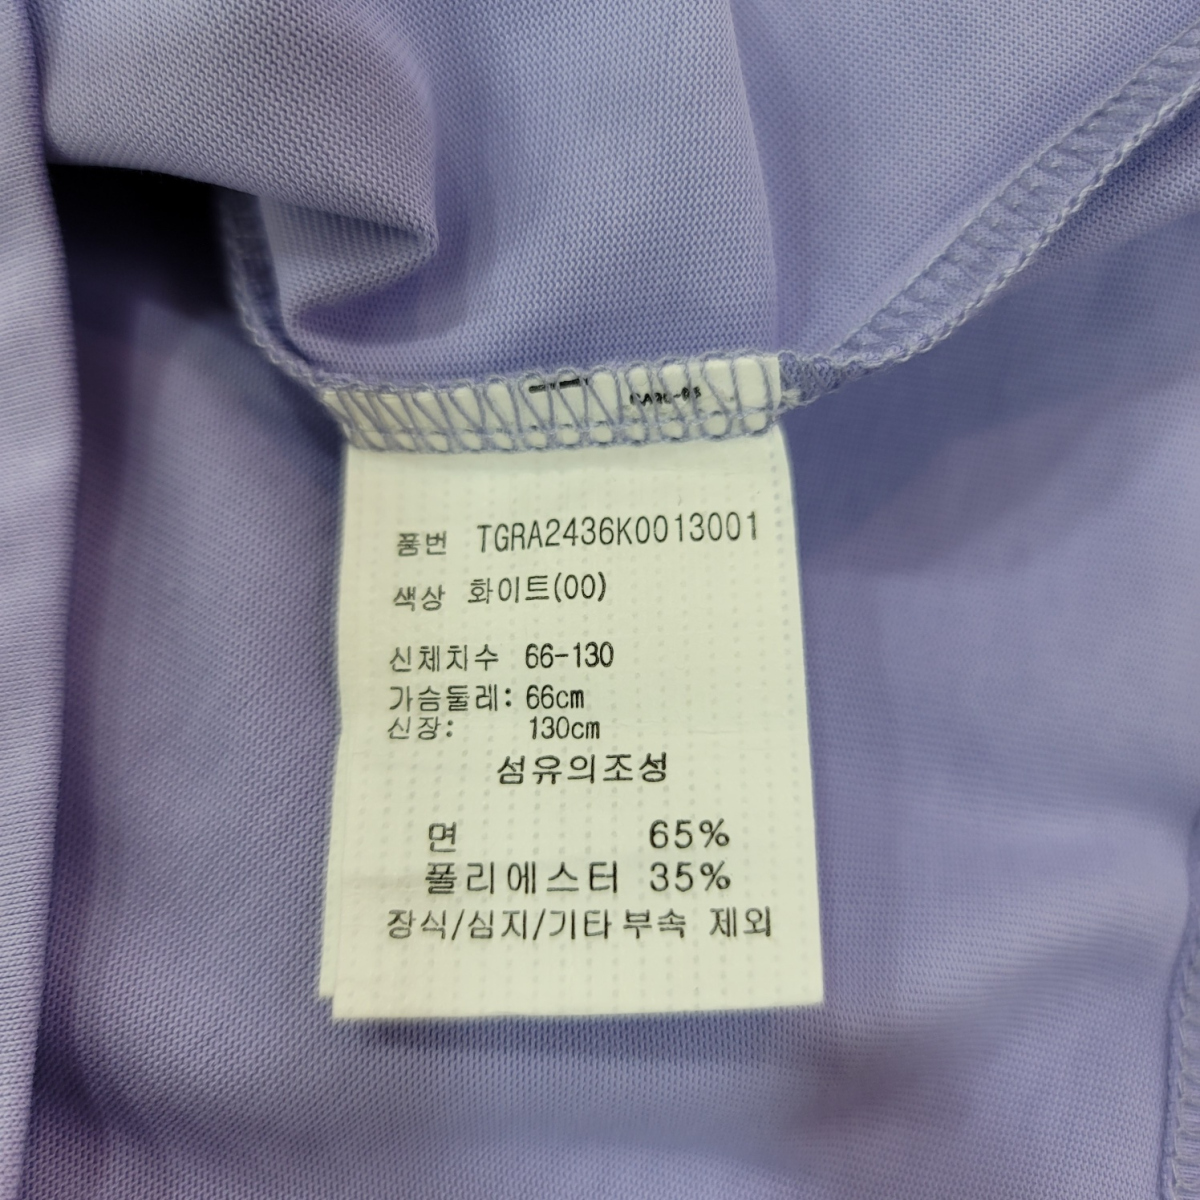 품번 TGRA2436K0013001
색상 화이트(00)
신체치수 66-130
가슴둘레: 66cm
신장: 130cm
섬유의조성
면 65%
폴리에스터 35%
장식/심지/기타부속 제외